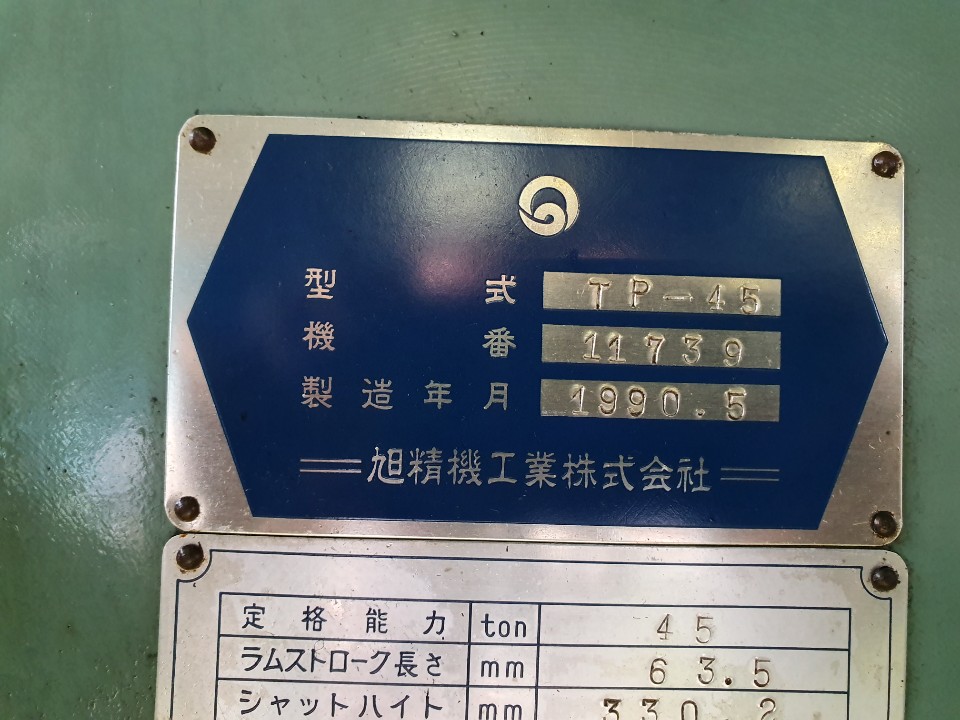 型式 TP-45
機番 11739
製造年月 1990.5
旭精機工業株式会社
定格能力 ton 45
ラムストローク長さ mm 63.5
シャットハイト mm 330.2